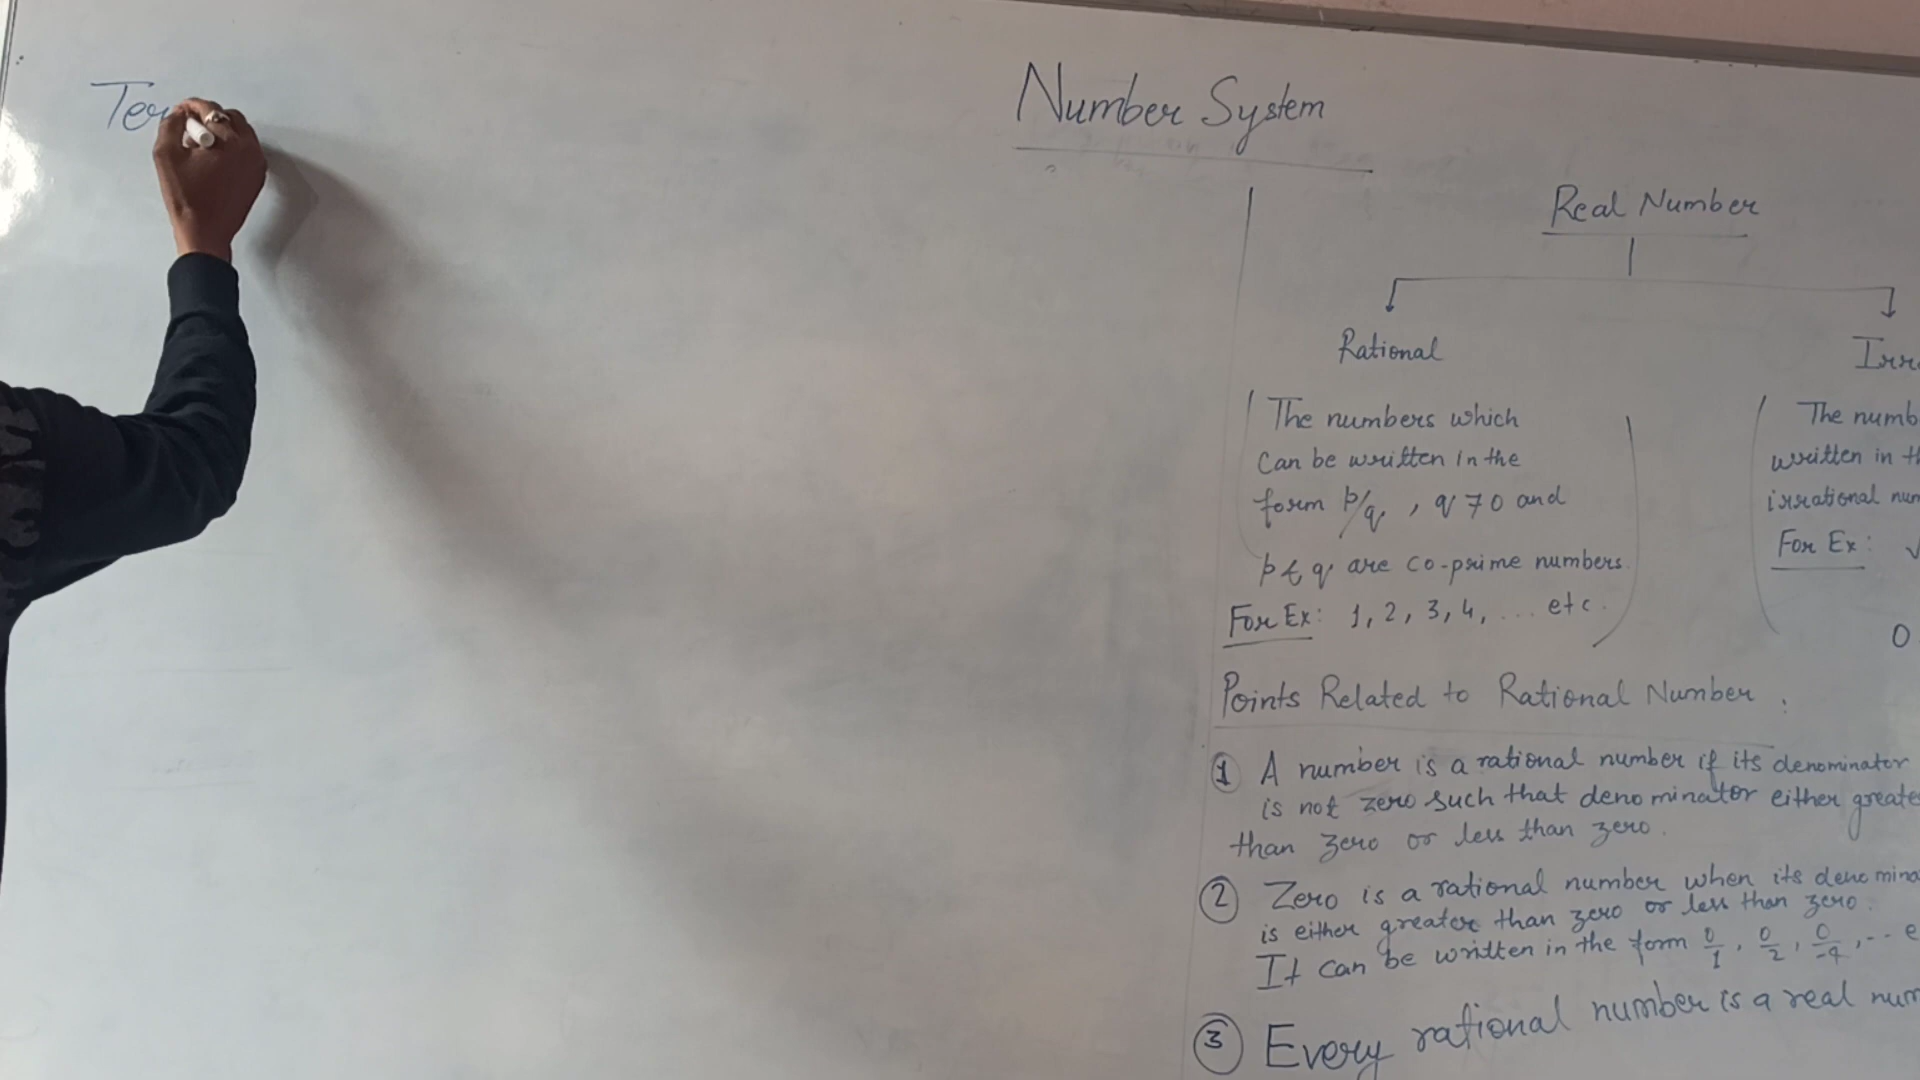 Ter
Number System
Real Number
Rational
Irr
The numbers which
can be written in the
form p/q , q ≠ 0 and
p & q are co-prime numbers.
For Ex: 1, 2, 3, 4, ... etc.
The numb
written in th
irrational num
For Ex: √
0
Points Related to Rational Number :
① A number is a rational number if its denominator
is not zero such that denominator either greate
than zero or less than zero.
② Zero is a rational number when its denomina
is either greater than zero or less than zero.
It can be written in the form 0/1, 0/2, 0/-4, -- e
③ Every rational number is a real num